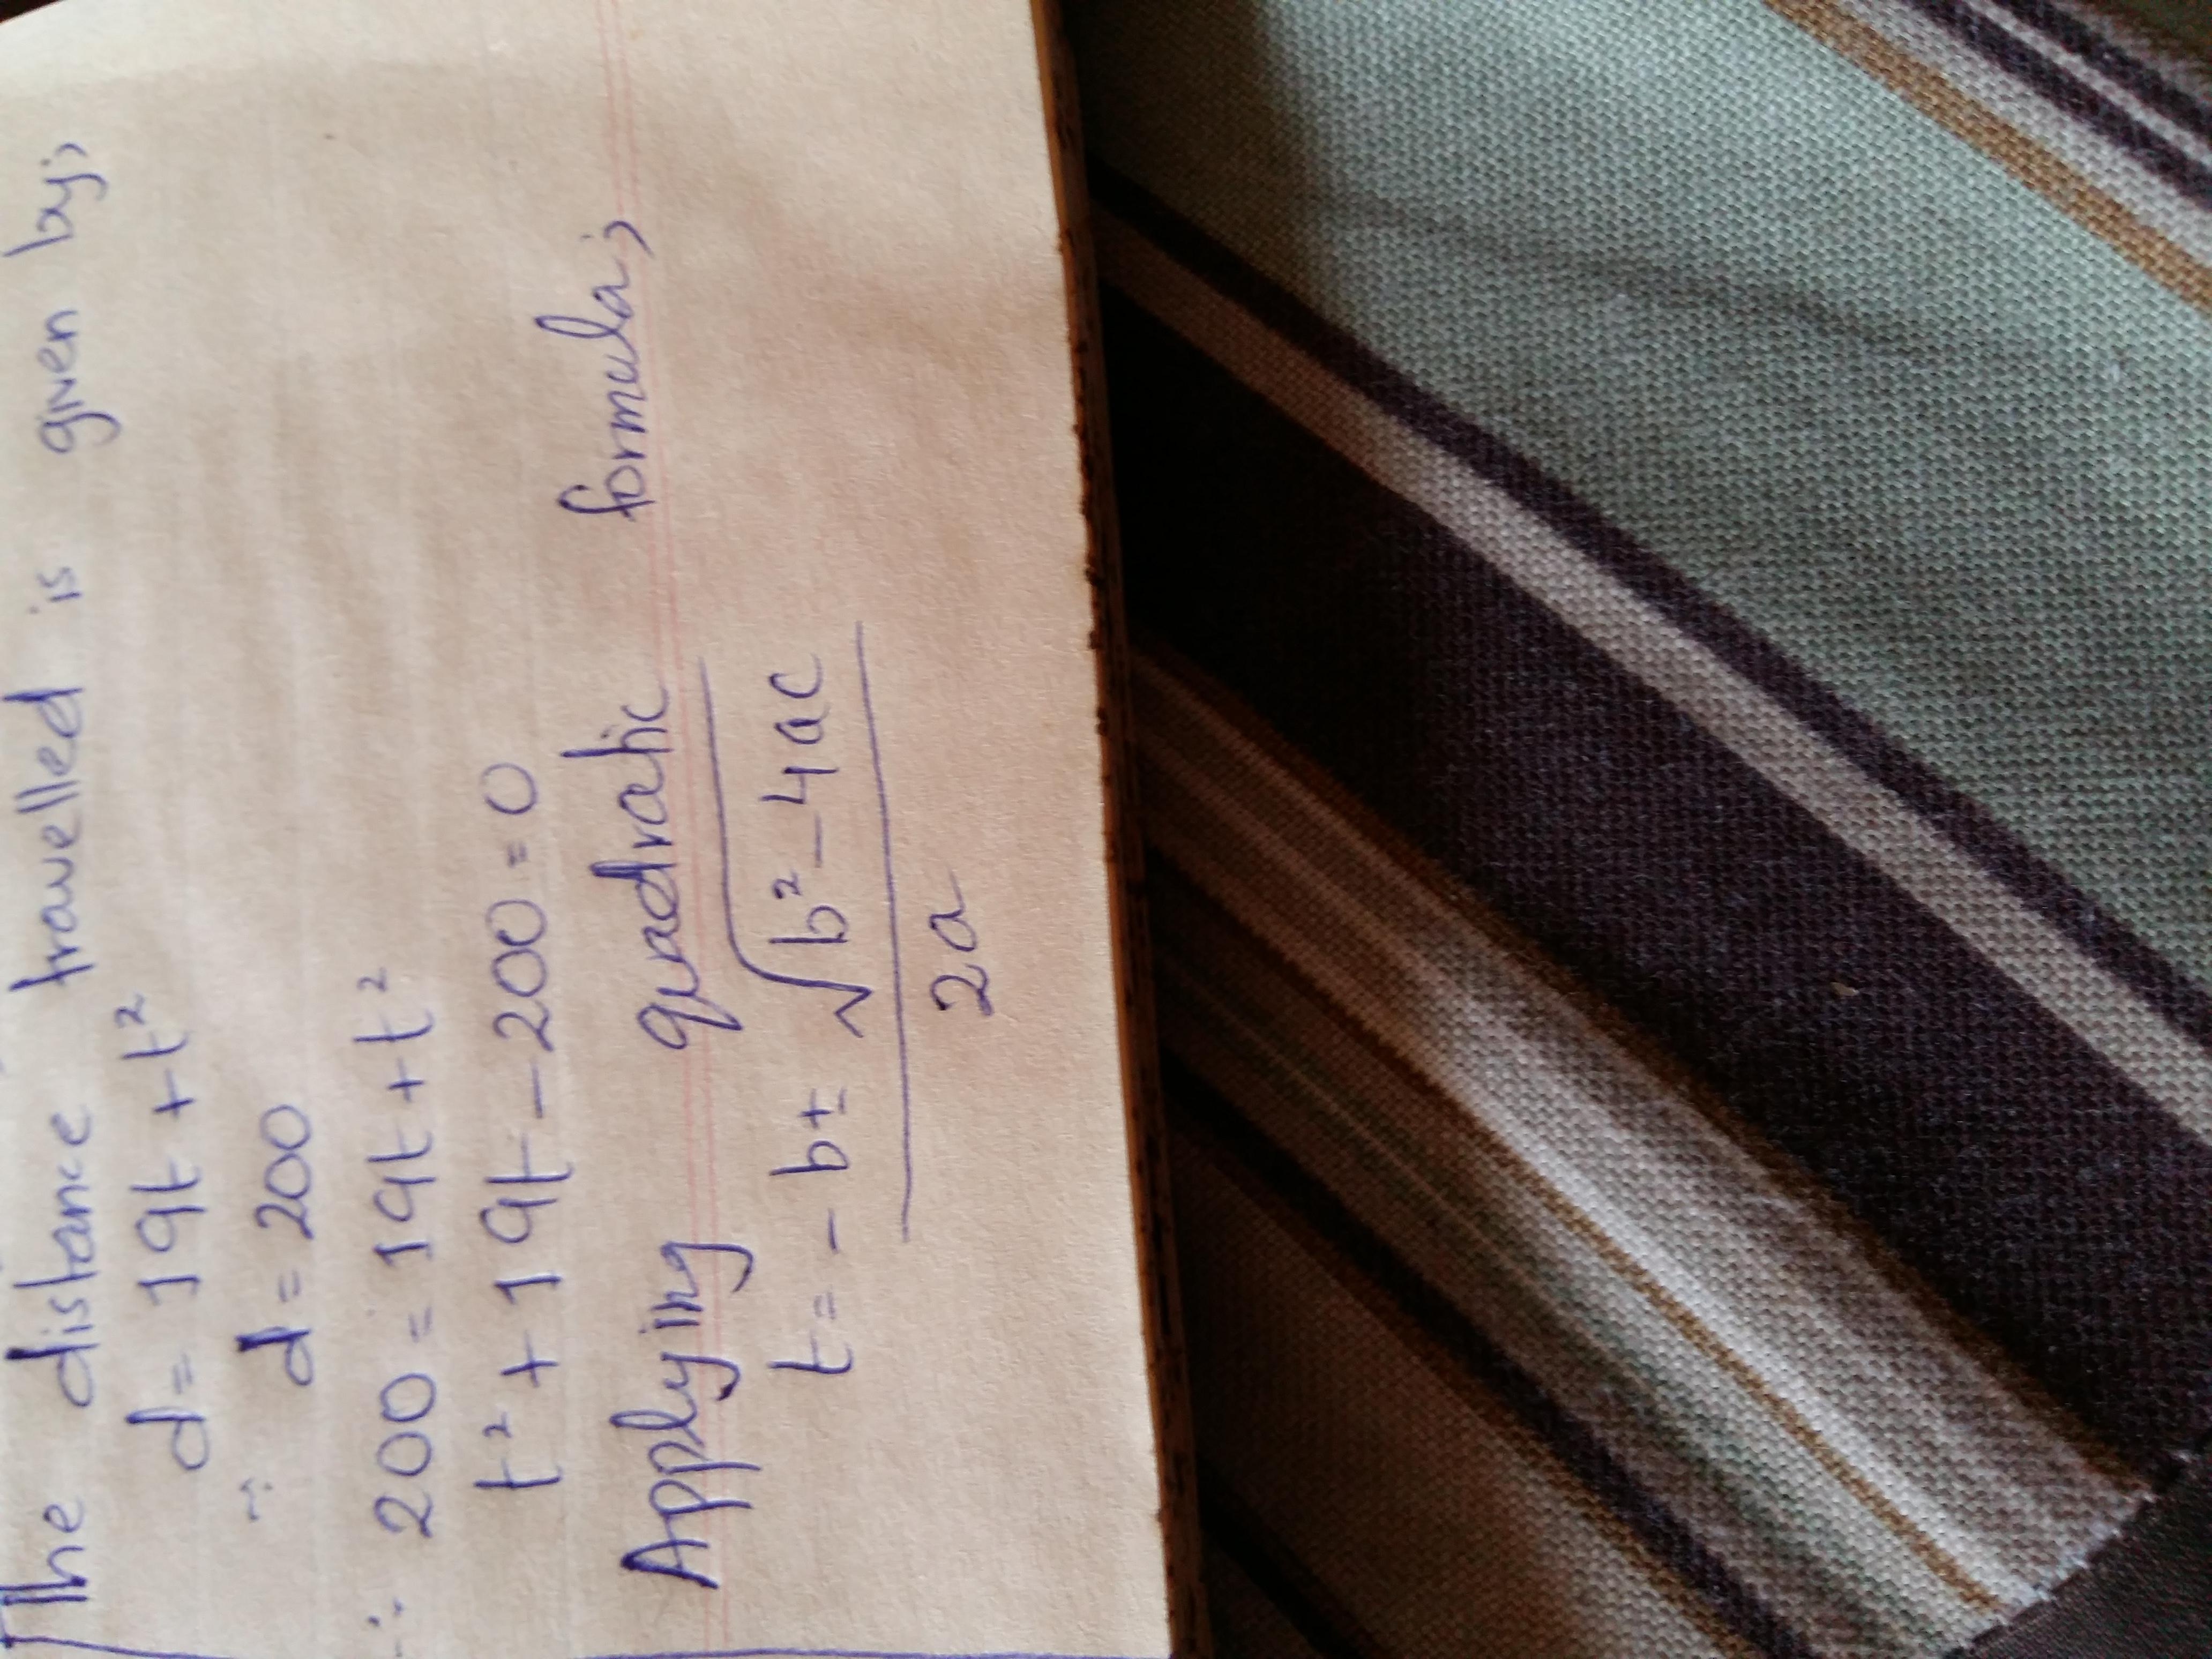 The distance travelled is given by;
d = 19t + t²
∵ d = 200
∴ 200 = 19t + t²
t² + 19t - 200 = 0
Applying quadratic formula;
t = - b ± √b² - 4ac
2a